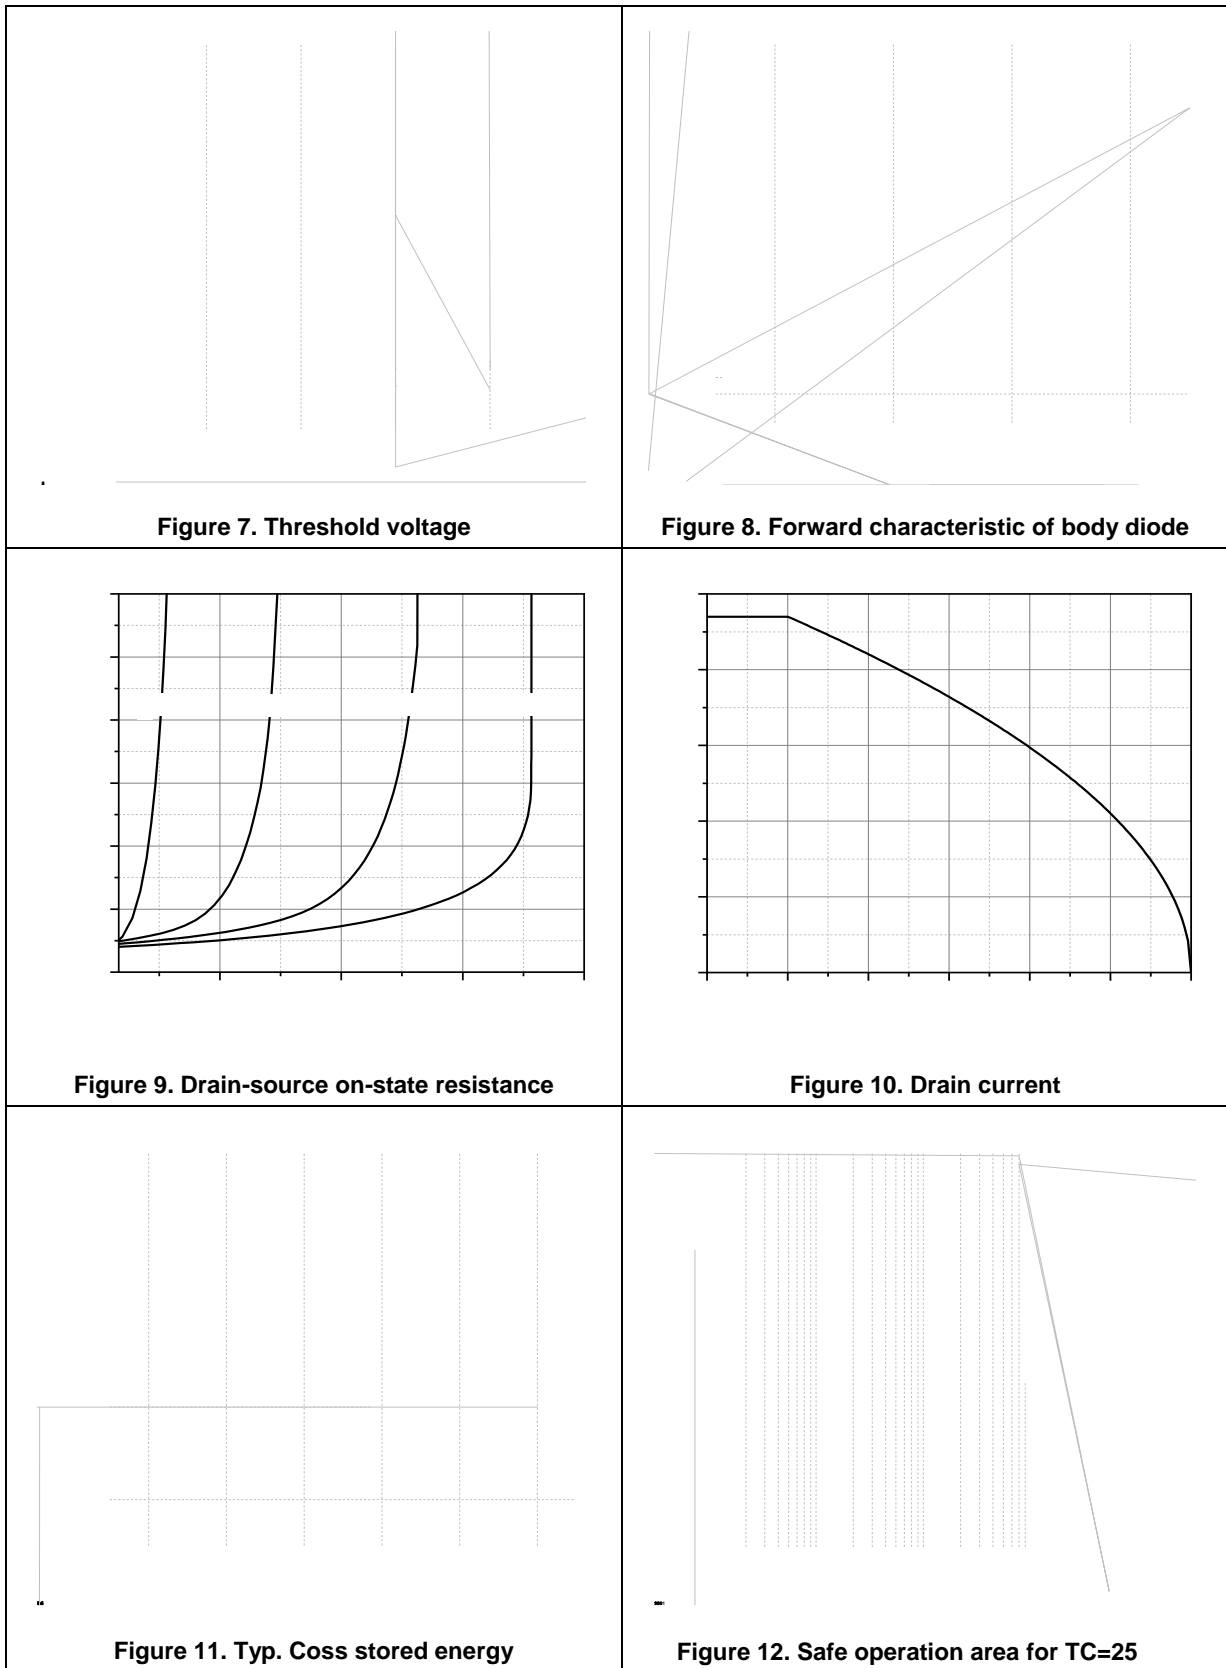 Figure 7. Threshold voltage
Figure 8. Forward characteristic of body diode
Figure 9. Drain-source on-state resistance
Figure 10. Drain current
Figure 11. Typ. Coss stored energy
Figure 12. Safe operation area for TC=25